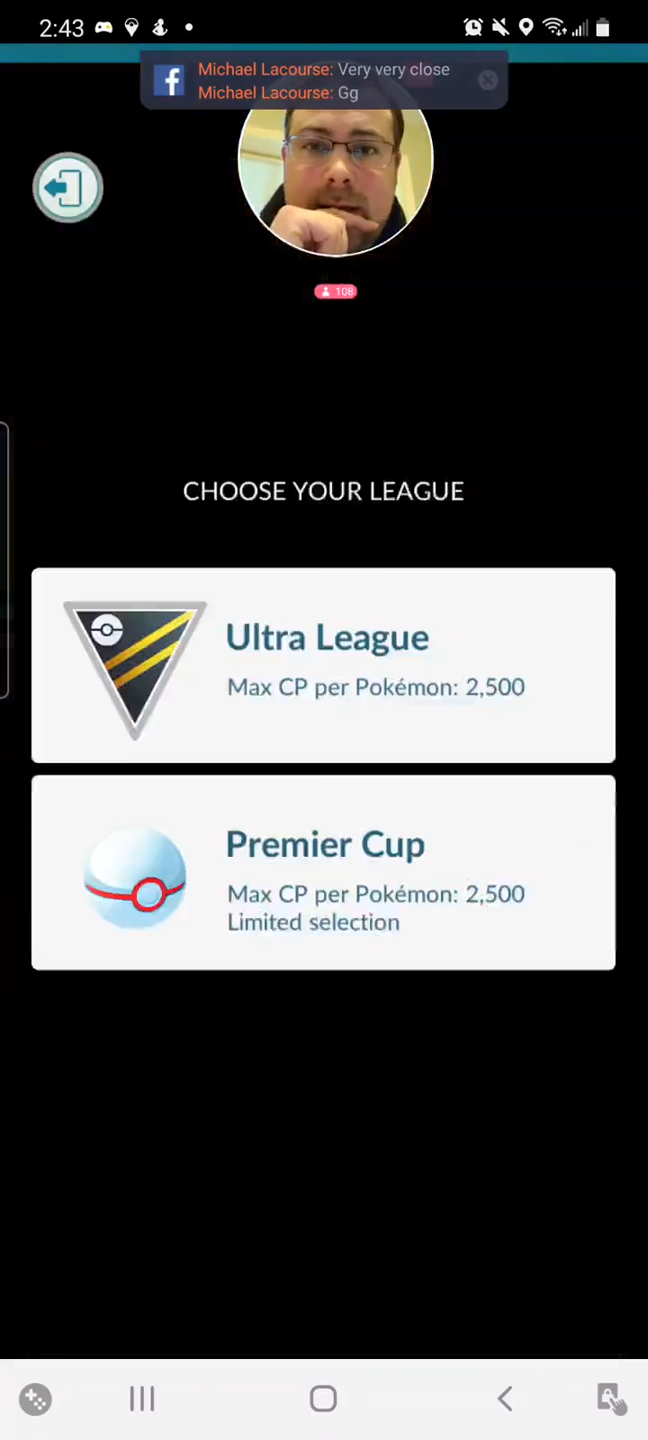 2:43
Michael Lacourse: Very very close
Michael Lacourse: Gg
108
CHOOSE YOUR LEAGUE
Ultra League
Max CP per Pokémon: 2,500
Premier Cup
Max CP per Pokémon: 2,500
Limited selection